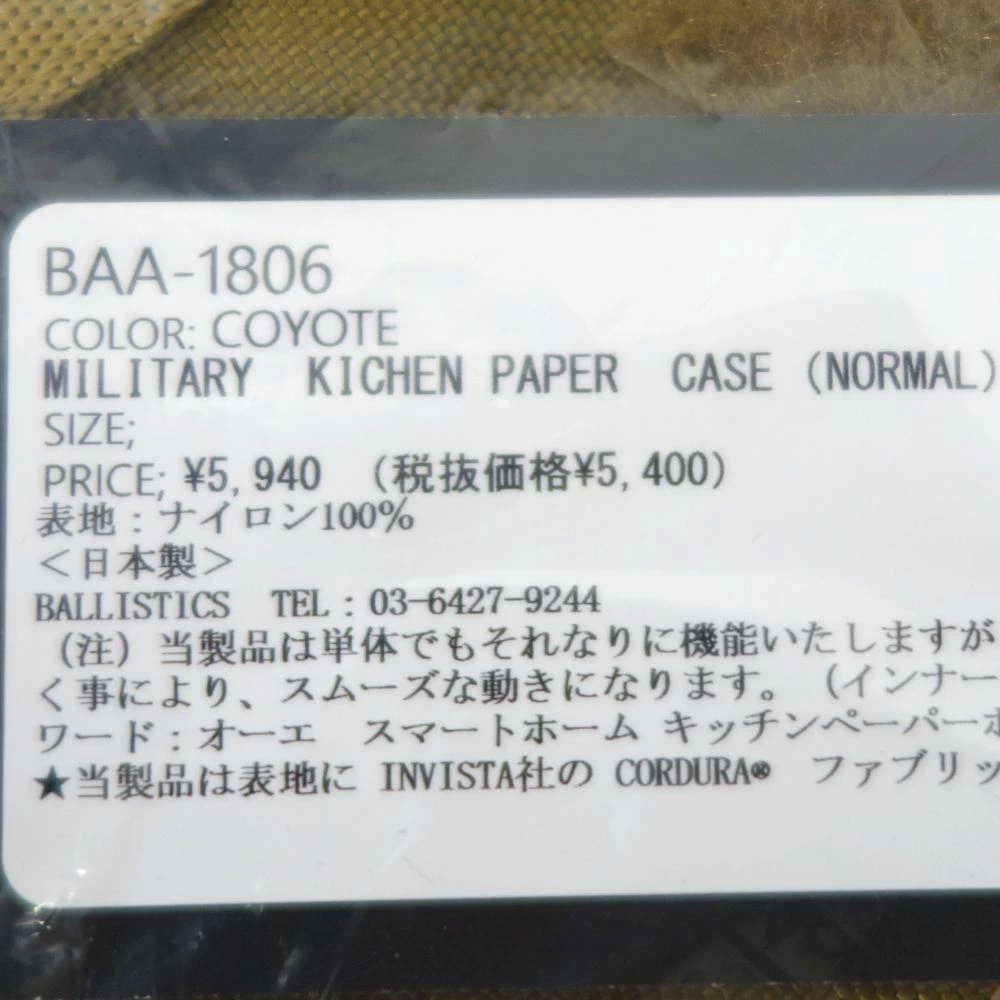 BAA-1806
COLOR: COYOTE
MILITARY KICHEN PAPER CASE (NORMAL)
SIZE;
PRICE; ¥5,940 (税抜価格¥5,400)
表地：ナイロン100%
＜日本製＞
BALLISTICS TEL：03-6427-9244
（注）当製品は単体でもそれなりに機能いたしますが
く事により、スムーズな動きになります。（インナー
ワード：オーエ スマートホーム キッチンペーパーホ
★当製品は表地に INVISTA社の CORDURA® ファブリッ